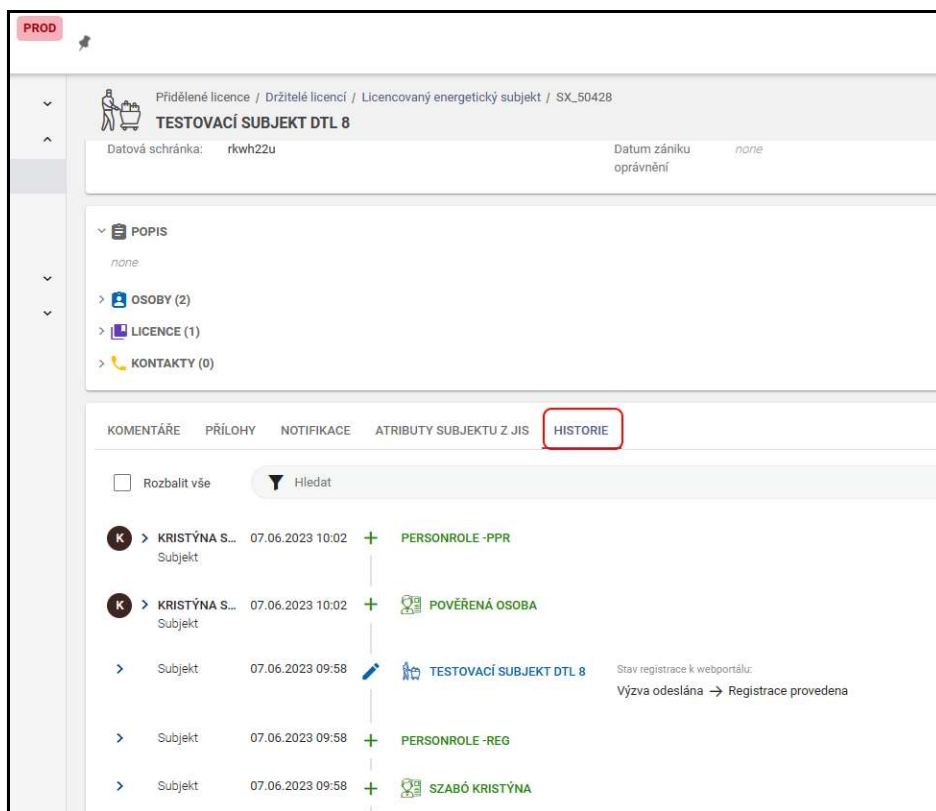 PROD
Přidělené licence / Držitelé licencí / Licencovaný energetický subjekt / SX_50428
TESTOVACÍ SUBJEKT DTL 8
Datová schránka: rkwh22u Datum zániku oprávnění none
POPIS
none
OSOBY (2)
LICENCE (1)
KONTAKTY (0)
KOMENTÁŘE PŘÍLOHY NOTIFIKACE ATRIBUTY SUBJEKTU Z JIS HISTORIE
Rozbalit vše Hledat
K KRISTÝNA S... 07.06.2023 10:02 + PERSONROLE -PPR
Subjekt
K KRISTÝNA S... 07.06.2023 10:02 + POVĚŘENÁ OSOBA
Subjekt
Subjekt 07.06.2023 09:58 TESTOVACÍ SUBJEKT DTL 8 Stav registrace k webportálu:
Výzva odeslána → Registrace provedena
Subjekt 07.06.2023 09:58 + PERSONROLE -REG
Subjekt 07.06.2023 09:58 + SZABÓ KRISTÝNA